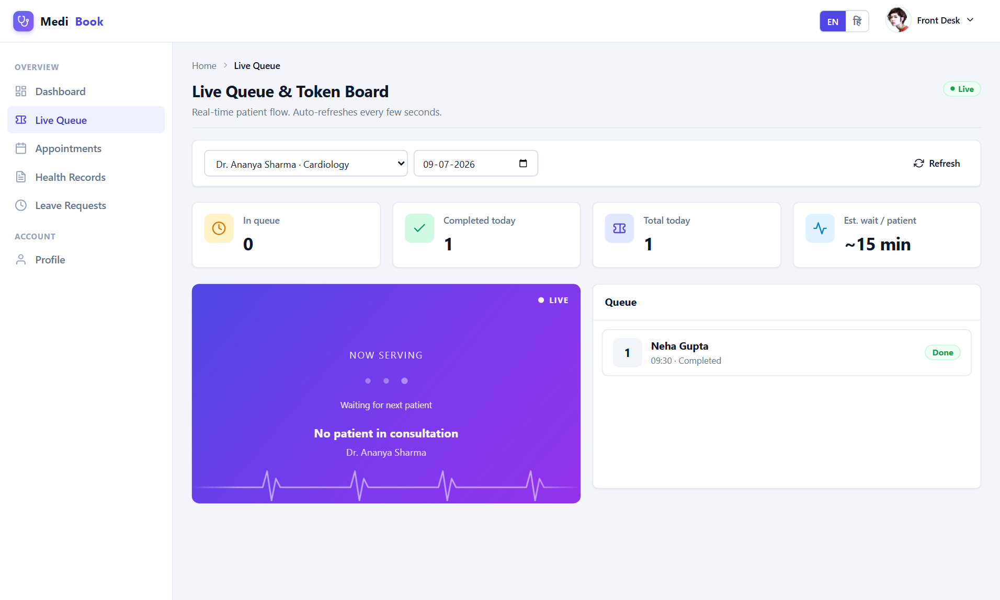 Medi Book
EN
हिं
Front Desk
OVERVIEW
Dashboard
Live Queue
Appointments
Health Records
Leave Requests
ACCOUNT
Profile
Home > Live Queue
Live Queue & Token Board
Real-time patient flow. Auto-refreshes every few seconds.
Live
Dr. Ananya Sharma · Cardiology
09-07-2026
Refresh
In queue
0
Completed today
1
Total today
1
Est. wait / patient
~15 min
LIVE
NOW SERVING
Waiting for next patient
No patient in consultation
Dr. Ananya Sharma
Queue
1
Neha Gupta
09:30 · Completed
Done